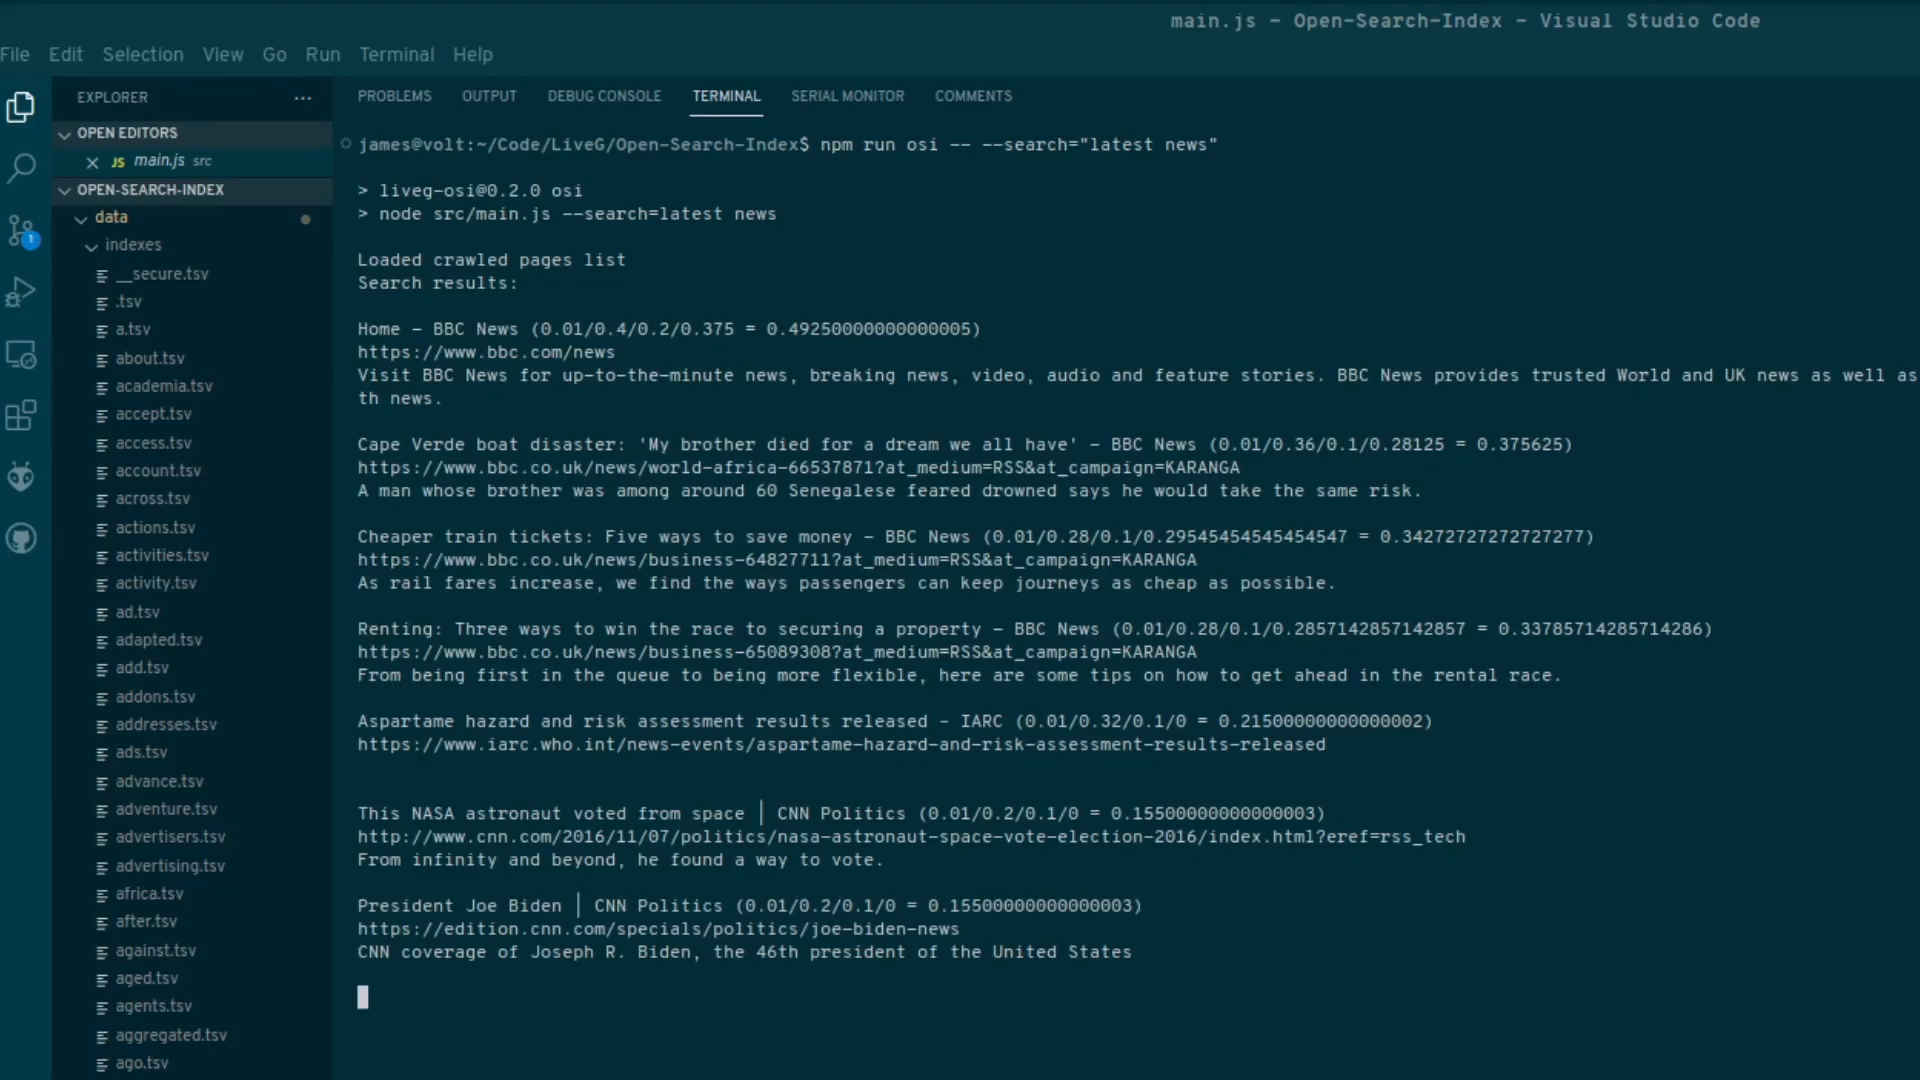 main.js - Open-Search-Index - Visual Studio Code
File Edit Selection View Go Run Terminal Help
EXPLORER
OPEN EDITORS
JS main.js src
OPEN-SEARCH-INDEX
data
indexes
__secure.tsv
.tsv
a.tsv
about.tsv
academia.tsv
accept.tsv
access.tsv
account.tsv
across.tsv
actions.tsv
activities.tsv
activity.tsv
ad.tsv
adapted.tsv
add.tsv
addons.tsv
addresses.tsv
ads.tsv
advance.tsv
adventure.tsv
advertisers.tsv
advertising.tsv
africa.tsv
after.tsv
against.tsv
aged.tsv
agents.tsv
aggregated.tsv
ago.tsv
1
PROBLEMS OUTPUT DEBUG CONSOLE TERMINAL SERIAL MONITOR COMMENTS
james@volt:~/Code/LiveG/Open-Search-Index$ npm run osi -- --search="latest news"
> liveg-osi@0.2.0 osi
> node src/main.js --search=latest news
Loaded crawled pages list
Search results:
Home - BBC News (0.01/0.4/0.2/0.375 = 0.49250000000000005)
https://www.bbc.com/news
Visit BBC News for up-to-the-minute news, breaking news, video, audio and feature stories. BBC News provides trusted World and UK news as well as
th news.
Cape Verde boat disaster: 'My brother died for a dream we all have' - BBC News (0.01/0.36/0.1/0.28125 = 0.375625)
https://www.bbc.co.uk/news/world-africa-66537871?at_medium=RSS&at_campaign=KARANGA
A man whose brother was among around 60 Senegalese feared drowned says he would take the same risk.
Cheaper train tickets: Five ways to save money - BBC News (0.01/0.28/0.1/0.29545454545454547 = 0.34272727272727277)
https://www.bbc.co.uk/news/business-64827711?at_medium=RSS&at_campaign=KARANGA
As rail fares increase, we find the ways passengers can keep journeys as cheap as possible.
Renting: Three ways to win the race to securing a property - BBC News (0.01/0.28/0.1/0.2857142857142857 = 0.33785714285714286)
https://www.bbc.co.uk/news/business-65089308?at_medium=RSS&at_campaign=KARANGA
From being first in the queue to being more flexible, here are some tips on how to get ahead in the rental race.
Aspartame hazard and risk assessment results released - IARC (0.01/0.32/0.1/0 = 0.21500000000000002)
https://www.iarc.who.int/news-events/aspartame-hazard-and-risk-assessment-results-released
This NASA astronaut voted from space | CNN Politics (0.01/0.2/0.1/0 = 0.15500000000000003)
http://www.cnn.com/2016/11/07/politics/nasa-astronaut-space-vote-election-2016/index.html?eref=rss_tech
From infinity and beyond, he found a way to vote.
President Joe Biden | CNN Politics (0.01/0.2/0.1/0 = 0.15500000000000003)
https://edition.cnn.com/specials/politics/joe-biden-news
CNN coverage of Joseph R. Biden, the 46th president of the United States